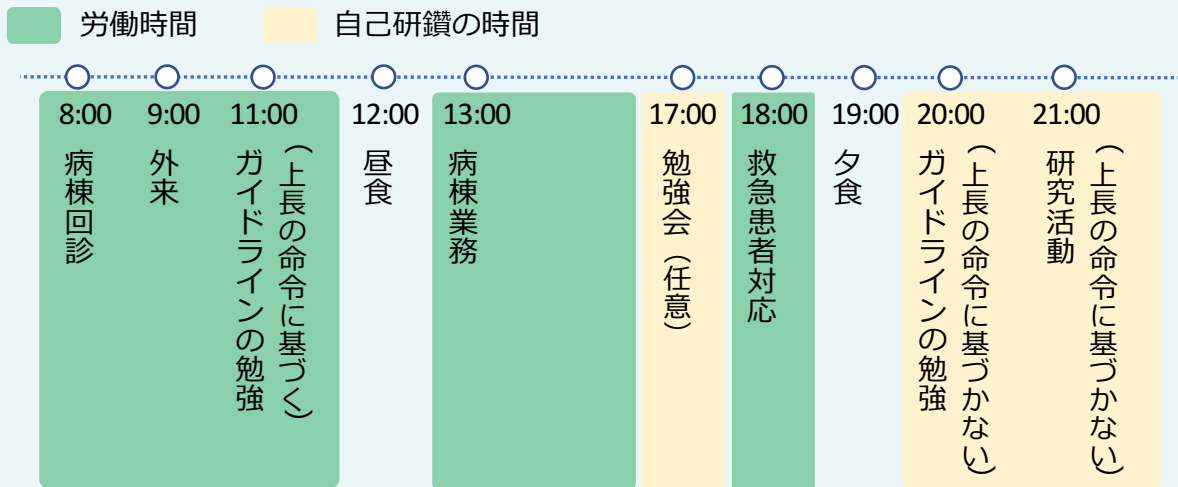 労働時間
自己研鑽の時間
8:00
病棟回診
9:00
外来
11:00
ガイドラインの勉強
（上長の命令に基づく）
12:00
昼食
13:00
病棟業務
17:00
勉強会（任意）
18:00
救急患者対応
19:00
夕食
20:00
ガイドラインの勉強
（上長の命令に基づかない）
21:00
研究活動
（上長の命令に基づかない）